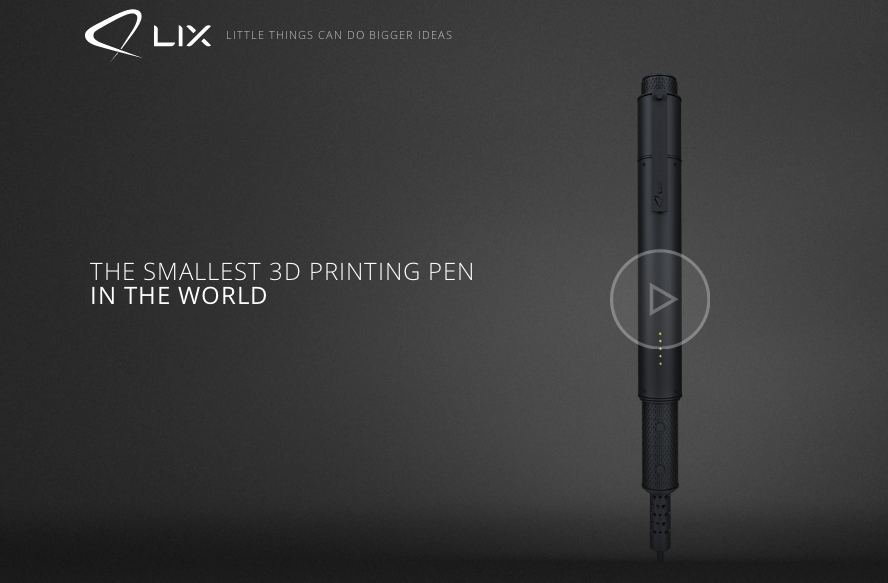 LIX LITTLE THINGS CAN DO BIGGER IDEAS
THE SMALLEST 3D PRINTING PEN
IN THE WORLD